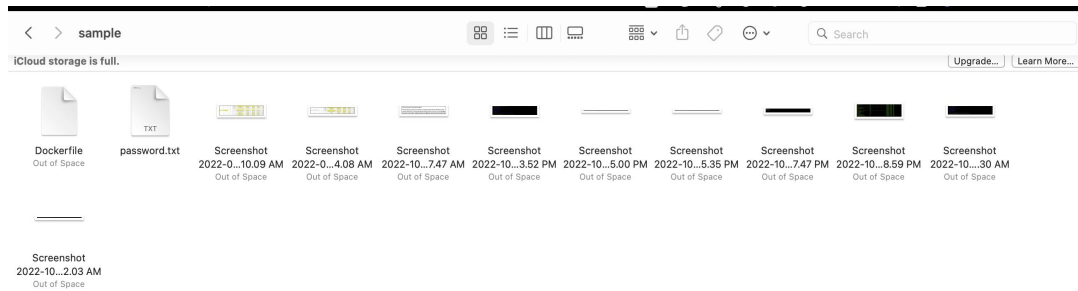 sample
Search
iCloud storage is full.
Upgrade...
Learn More...
TXT
Dockerfile
Out of Space
password.txt
Screenshot
2022-0...10.09 AM
Out of Space
Screenshot
2022-0...4.08 AM
Out of Space
Screenshot
2022-10...7.47 AM
Out of Space
Screenshot
2022-10...3.52 PM
Out of Space
Screenshot
2022-10...5.00 PM
Out of Space
Screenshot
2022-10...5.35 PM
Out of Space
Screenshot
2022-10...7.47 PM
Out of Space
Screenshot
2022-10...8.59 PM
Out of Space
Screenshot
2022-10....30 AM
Out of Space
Screenshot
2022-10...2.03 AM
Out of Space